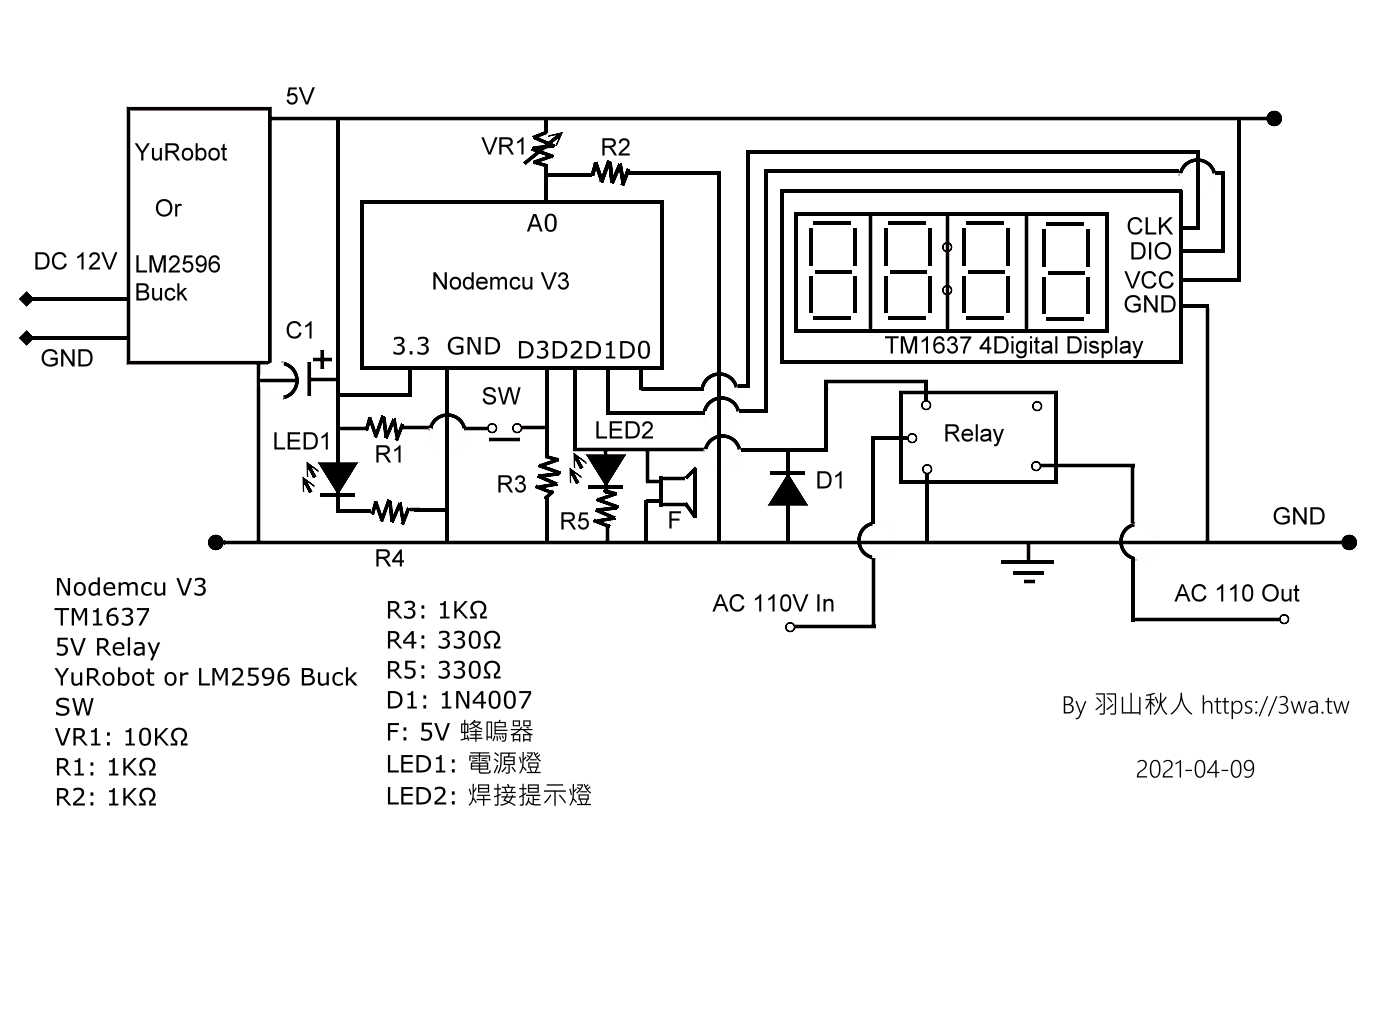 5V
YuRobot
Or
LM2596
Buck
DC 12V
GND
C1
+
VR1
R2
A0
Nodemcu V3
3.3 GND D3D2D1D0
CLK
DIO
VCC
GND
TM1637 4Digital Display
SW
LED1
R1
LED2
R3
R5
F
D1
Relay
R4
GND
AC 110V In
AC 110 Out
Nodemcu V3
TM1637
5V Relay
YuRobot or LM2596 Buck
SW
VR1: 10KΩ
R1: 1KΩ
R2: 1KΩ
R3: 1KΩ
R4: 330Ω
R5: 330Ω
D1: 1N4007
F: 5V 蜂嗚器
LED1: 電源燈
LED2: 焊接提示燈
By 羽山秋人 https://3wa.tw
2021-04-09